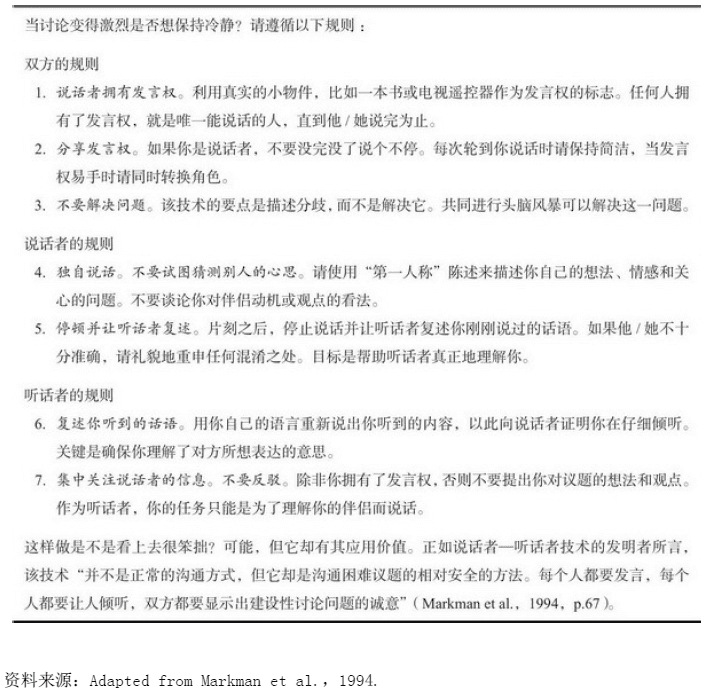 当讨论变得激烈是否想保持冷静？请遵循以下规则：
双方的规则
1. 说话者拥有发言权。利用真实的小物件，比如一本书或电视遥控器作为发言权的标志。任何人拥
有了发言权，就是唯一能说话的人，直到他 / 她说完为止。
2. 分享发言权。如果你是说话者，不要没完没了说个不停。每次轮到你说话时请保持简洁，当发言
权易手时请同时转换角色。
3. 不要解决问题。该技术的要点是描述分歧，而不是解决它。共同进行头脑风暴可以解决这一问题。
说话者的规则
4. 独自说话。不要试图猜测别人的心思。请使用“第一人称”陈述来描述你自己的想法、情感和关
心的问题。不要谈论你对伴侣动机或观点的看法。
5. 停顿并让听话者复述。片刻之后，停止说话并让听话者复述你刚刚说过的话语。如果他 / 她不十
分准确，请礼貌地重申任何混淆之处。目标是帮助听话者真正地理解你。
听话者的规则
6. 复述你听到的话语。用你自己的语言重新说出你听到的内容，以此向说话者证明你在仔细倾听。
关键是确保你理解了对方所想表达的意思。
7. 集中关注说话者的信息。不要反驳。除非你拥有了发言权，否则不要提出你对议题的想法和观点。
作为听话者，你的任务只能是为了理解你的伴侣而说话。
这样做是不是看上去很笨拙？可能，但它却有其应用价值。正如说话者—听话者技术的发明者所言，
该技术“并不是正常的沟通方式，但它却是沟通困难议题的相对安全的方法。每个人都要发言，每个
人都要让人倾听，双方都要显示出建设性讨论问题的诚意”（Markman et al.，1994，p.67）。
资料来源：Adapted from Markman et al.，1994.